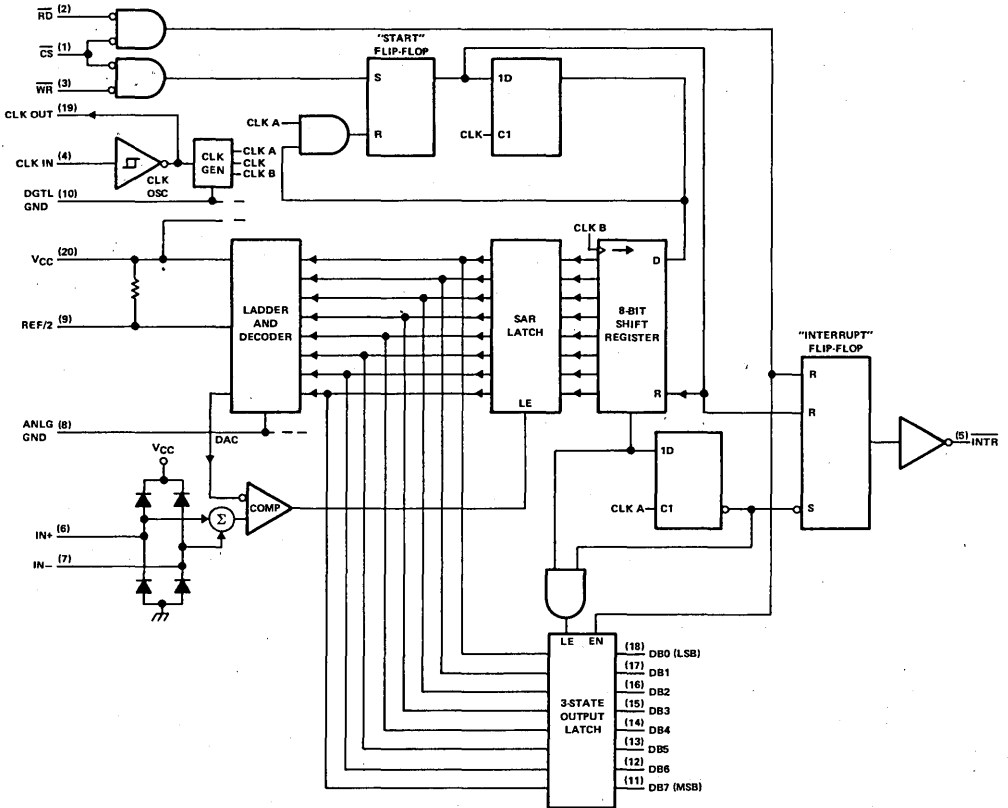 RD (2)
CS (1)
WR (3)
CLK OUT (19)
CLK IN (4)
CLK OSC
CLK GEN
CLK A
CLK
CLK B
DGTL GND (10)
"START" FLIP-FLOP
S
R
CLK A
1D
CLK
C1
VCC (20)
REF/2 (9)
LADDER AND DECODER
SAR LATCH
LE
CLK B
D
8-BIT SHIFT REGISTER
R
"INTERRUPT" FLIP-FLOP
R
R
S
(5) INTR
ANLG GND (8)
DAC
VCC
COMP
Σ
IN+ (6)
IN− (7)
1D
CLK A
C1
LE EN
3-STATE OUTPUT LATCH
(18) DB0 (LSB)
(17) DB1
(16) DB2
(15) DB3
(14) DB4
(13) DB5
(12) DB6
(11) DB7 (MSB)